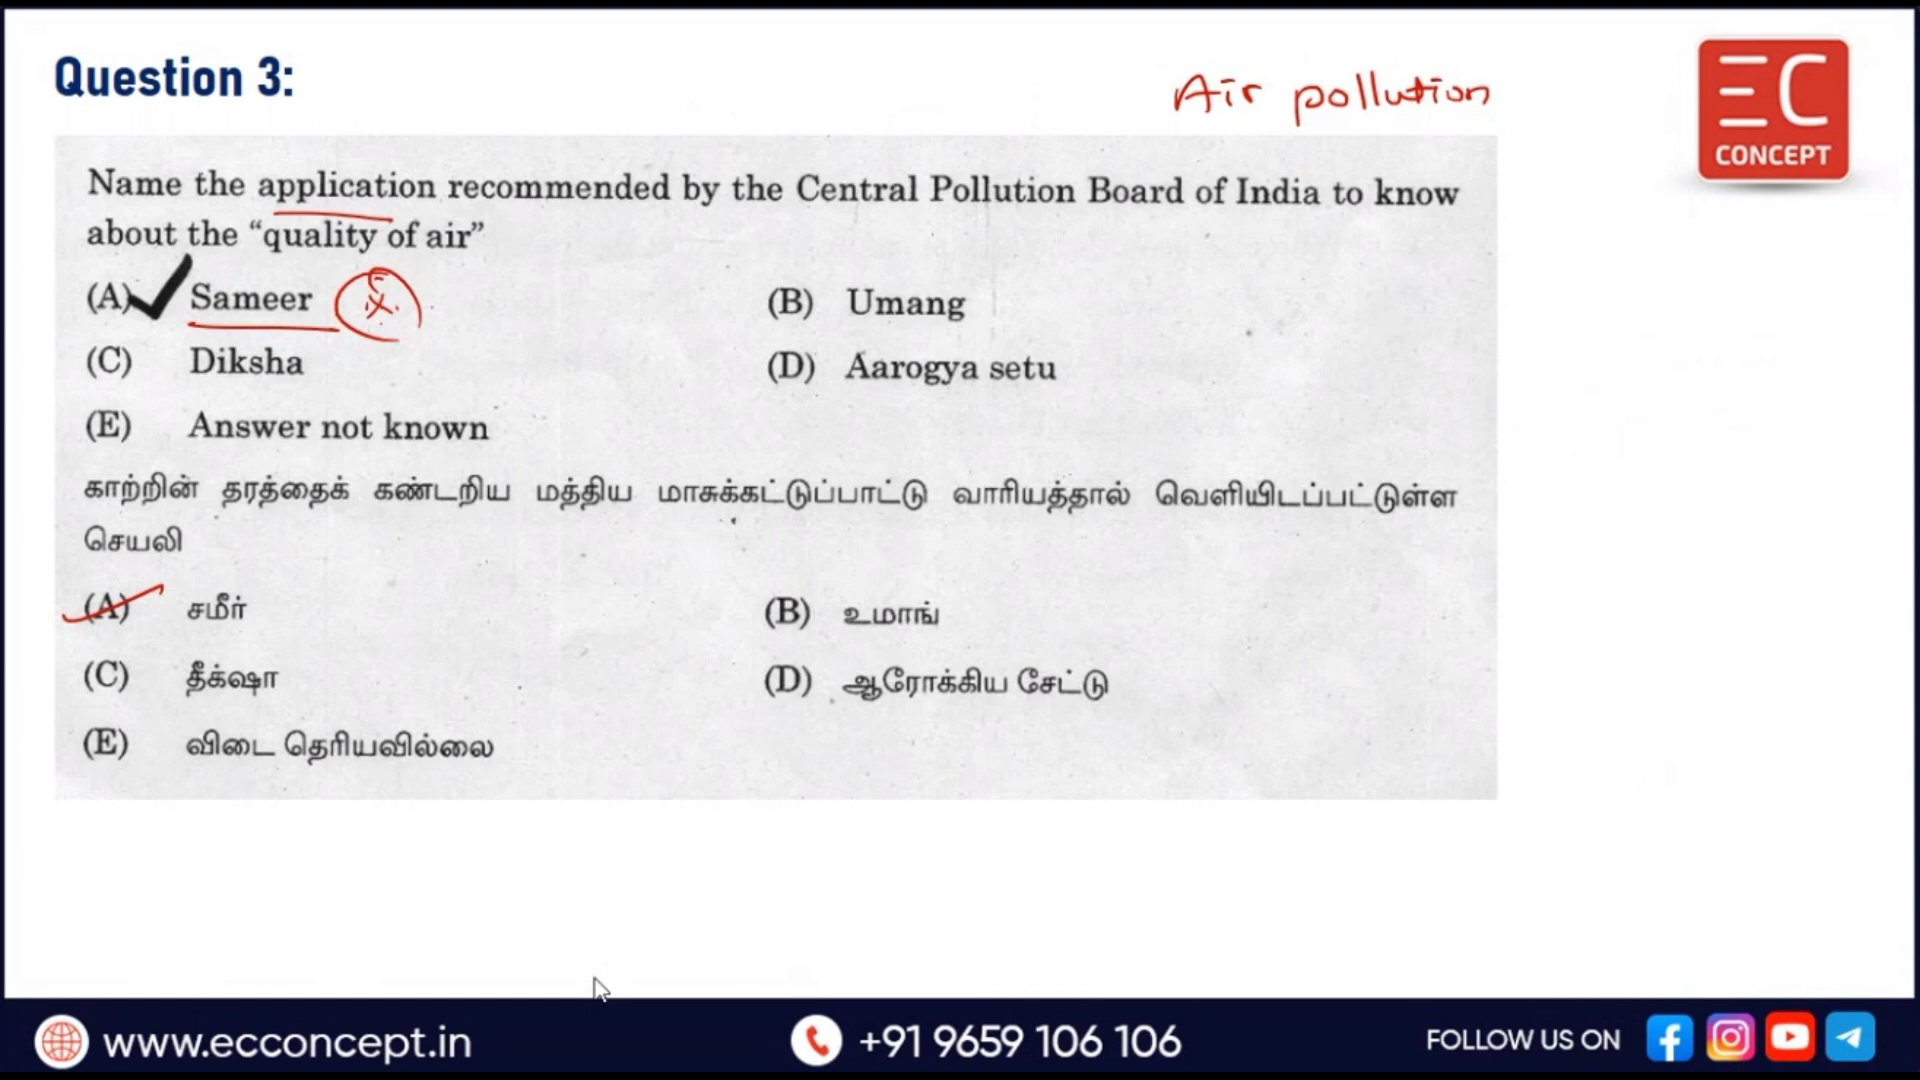 Question 3:
Air pollution
EC
CONCEPT
Name the application recommended by the Central Pollution Board of India to know
about the “quality of air”
(A) Sameer
(B) Umang
(C) Diksha
(D) Aarogya setu
(E) Answer not known
காற்றின் தரத்தைக் கண்டறிய மத்திய மாசுக்கட்டுப்பாட்டு வாரியத்தால் வெளியிடப்பட்டுள்ள
செயலி
(A) சமீர்
(B) உமாங்
(C) தீக்ஷா
(D) ஆரோக்கிய சேட்டு
(E) விடை தெரியவில்லை
www.ecconcept.in
+91 9659 106 106
FOLLOW US ON